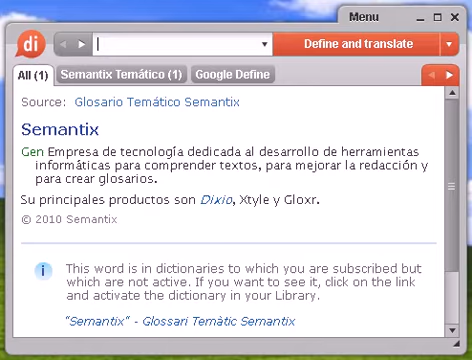 Menu
di
Define and translate
All (1) Semantix Temático (1) Google Define
Source: Glosario Temático Semantix
Semantix
Gen Empresa de tecnología dedicada al desarrollo de herramientas
informáticas para comprender textos, para mejorar la redacción y
para crear glosarios.
Su principales productos son Dixio, Xtyle y Gloxr.
© 2010 Semantix
This word is in dictionaries to which you are subscribed but
which are not active. If you want to see it, click on the link
and activate the dictionary in your Library.
"Semantix" - Glossari Temàtic Semantix